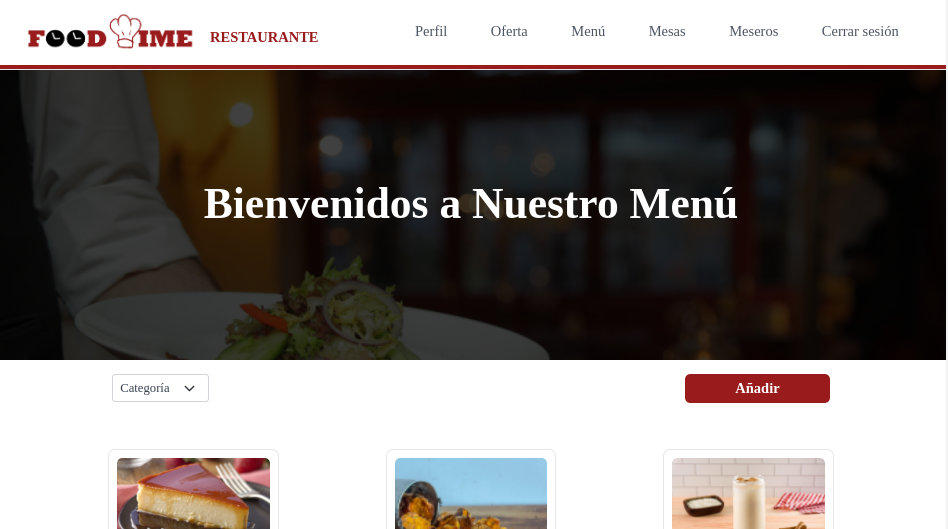 FOOD TIME RESTAURANTE
Perfil Oferta Menú Mesas Meseros Cerrar sesión
Bienvenidos a Nuestro Menú
Categoría
Añadir